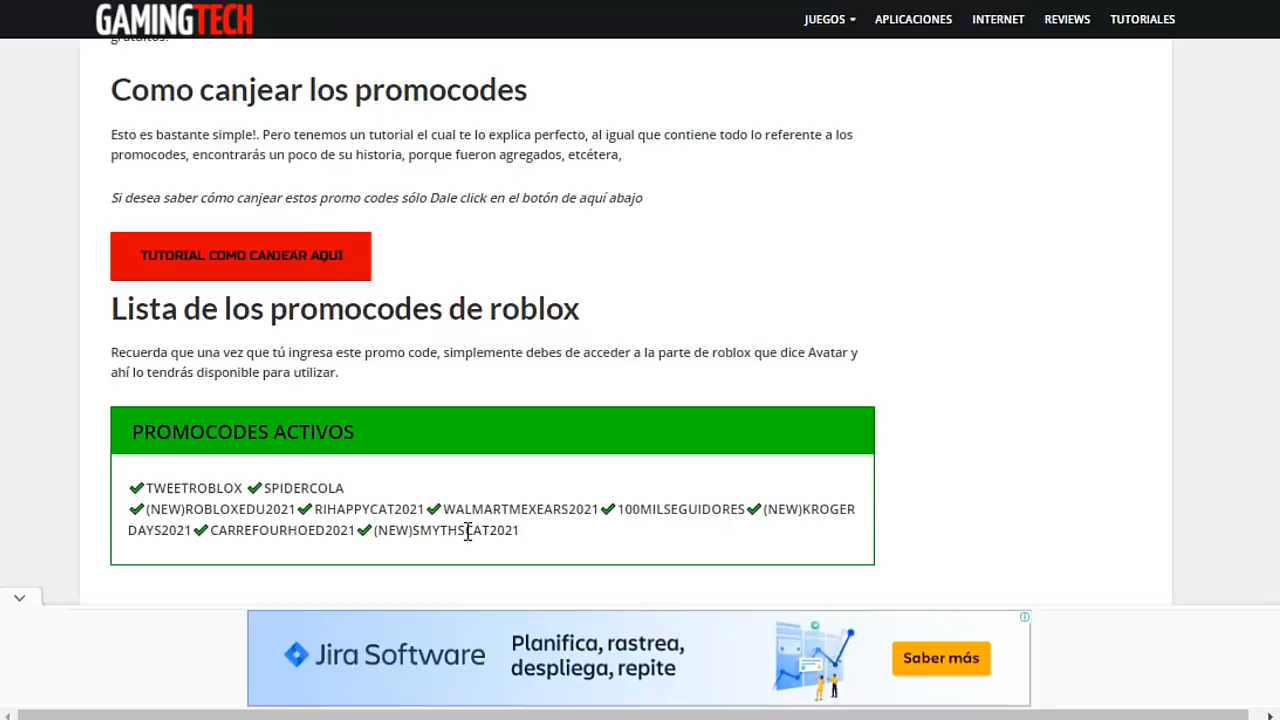 GAMINGTECH
JUEGOS APLICACIONES INTERNET REVIEWS TUTORIALES
gratuitos.
Como canjear los promocodes
Esto es bastante simple!. Pero tenemos un tutorial el cual te lo explica perfecto, al igual que contiene todo lo referente a los
promocodes, encontrarás un poco de su historia, porque fueron agregados, etcétera,
Si desea saber cómo canjear estos promo codes sólo Dale click en el botón de aquí abajo
TUTORIAL COMO CANJEAR AQUI
Lista de los promocodes de roblox
Recuerda que una vez que tú ingresa este promo code, simplemente debes de acceder a la parte de roblox que dice Avatar y
ahí lo tendrás disponible para utilizar.
PROMOCODES ACTIVOS
✔TWEETROBLOX ✔SPIDERCOLA
✔(NEW)ROBLOXEDU2021✔RIHAPPYCAT2021✔WALMARTMEXEARS2021✔100MILSEGUIDORES✔(NEW)KROGER
DAYS2021✔CARREFOURHOED2021✔(NEW)SMYTHSCAT2021
Jira Software
Planifica, rastrea,
despliega, repite
Saber más